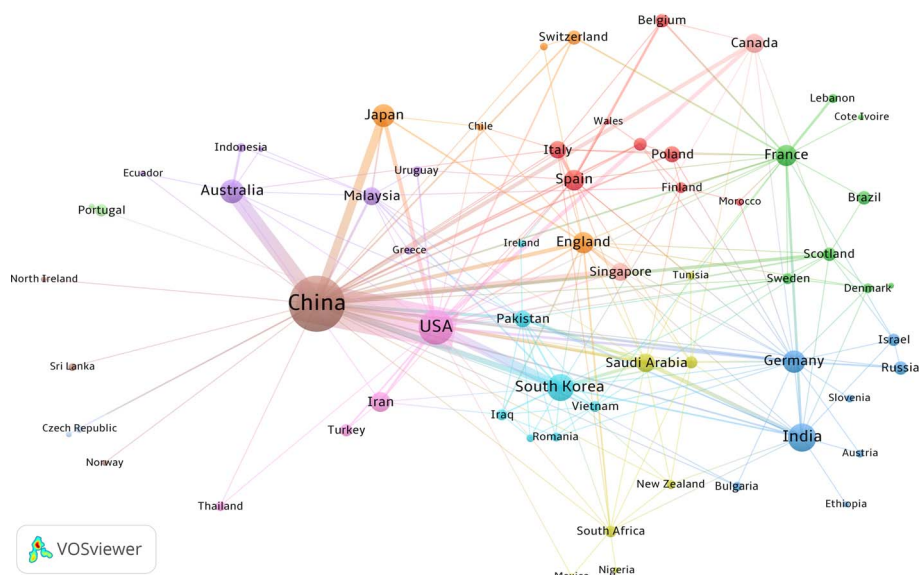 Belgium
Switzerland
Canada
Lebanon
Cote Ivoire
Japan
Chile
Wales
Indonesia
Italy
Poland
France
Ecuador
Uruguay
Spain
Australia
Malaysia
Finland
Brazil
Morocco
Portugal
Greece
Ireland
England
Scotland
North Ireland
Singapore
Tunisia
Sweden
Denmark
China
USA
Pakistan
Israel
Sri Lanka
Saudi Arabia
Germany
Russia
South Korea
Iran
Vietnam
Slovenia
Iraq
Czech Republic
Turkey
Romania
India
Norway
Austria
New Zealand
Bulgaria
Thailand
Ethiopia
South Africa
VOSviewer
Nigeria